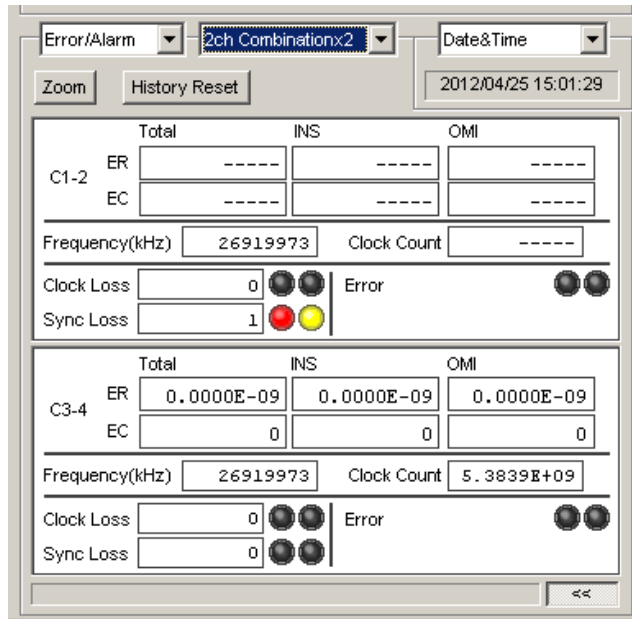 Error/Alarm 2ch Combinationx2 Date&Time
Zoom History Reset 2012/04/25 15:01:29
Total INS OMI
C1-2
ER ----- ----- -----
EC ----- ----- -----
Frequency(kHz) 26919973 Clock Count -----
Clock Loss 0 Error
Sync Loss 1
Total INS OMI
C3-4
ER 0.0000E-09 0.0000E-09 0.0000E-09
EC 0 0 0
Frequency(kHz) 26919973 Clock Count 5.3839E+09
Clock Loss 0 Error
Sync Loss 0
<<